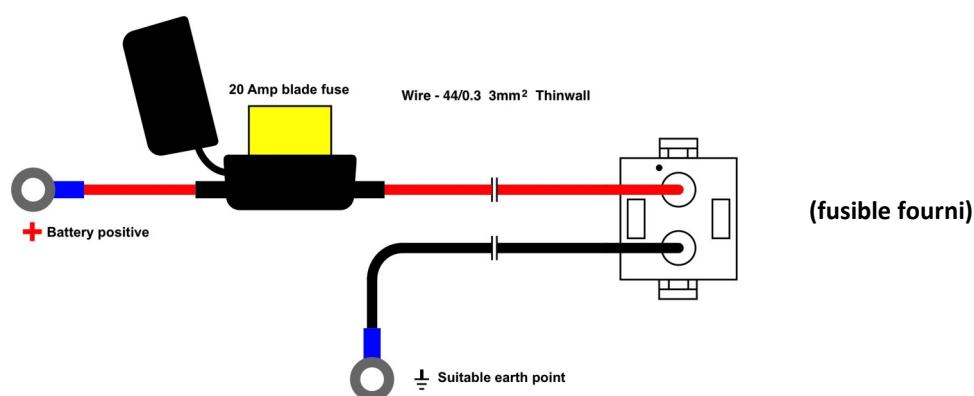 20 Amp blade fuse
Wire - 44/0.3 3mm² Thinwall
(fusible fourni)
+ Battery positive
Suitable earth point